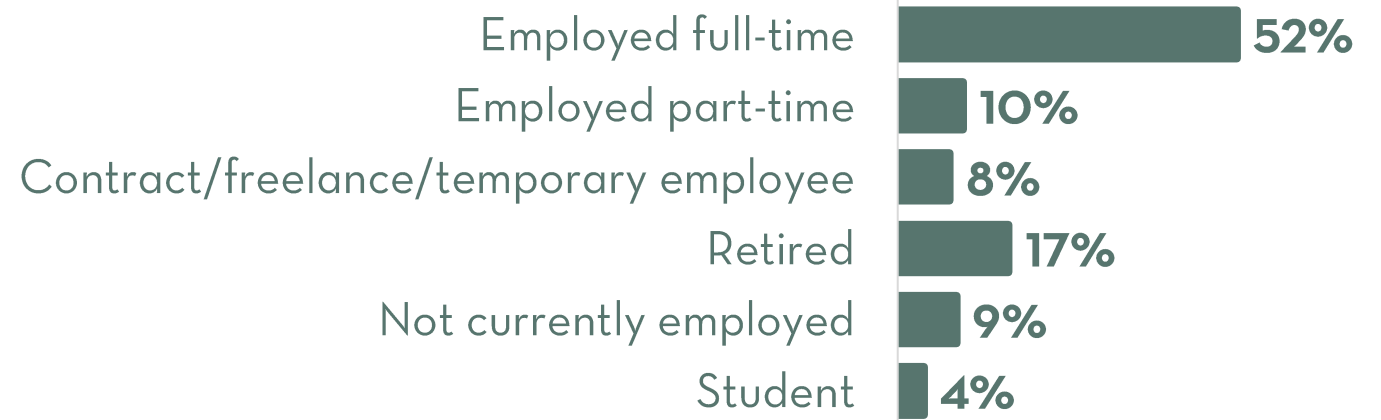 Employed full-time 52%
Employed part-time 10%
Contract/freelance/temporary employee 8%
Retired 17%
Not currently employed 9%
Student 4%